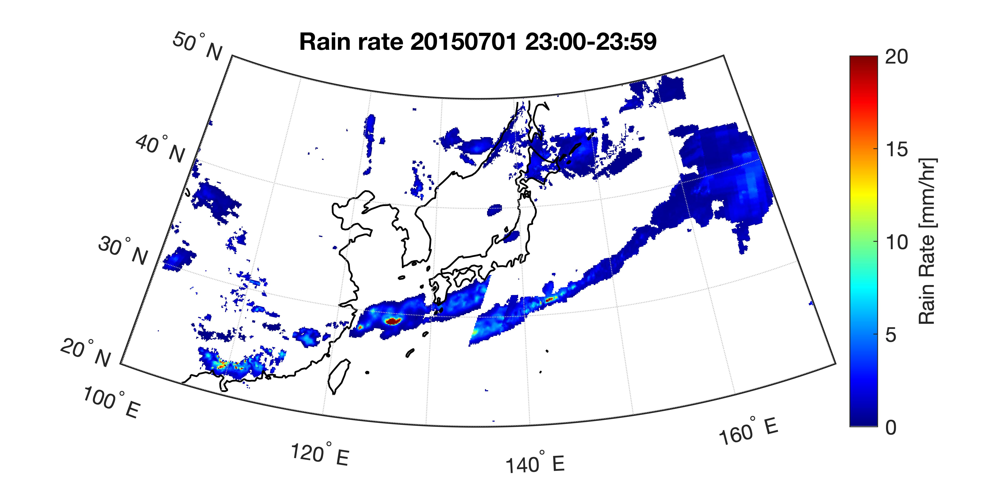 Rain rate 20150701 23:00-23:59
50° N
40° N
30° N
20° N
100° E
120° E
140° E
160° E
20
15
10
5
0
Rain Rate [mm/hr]